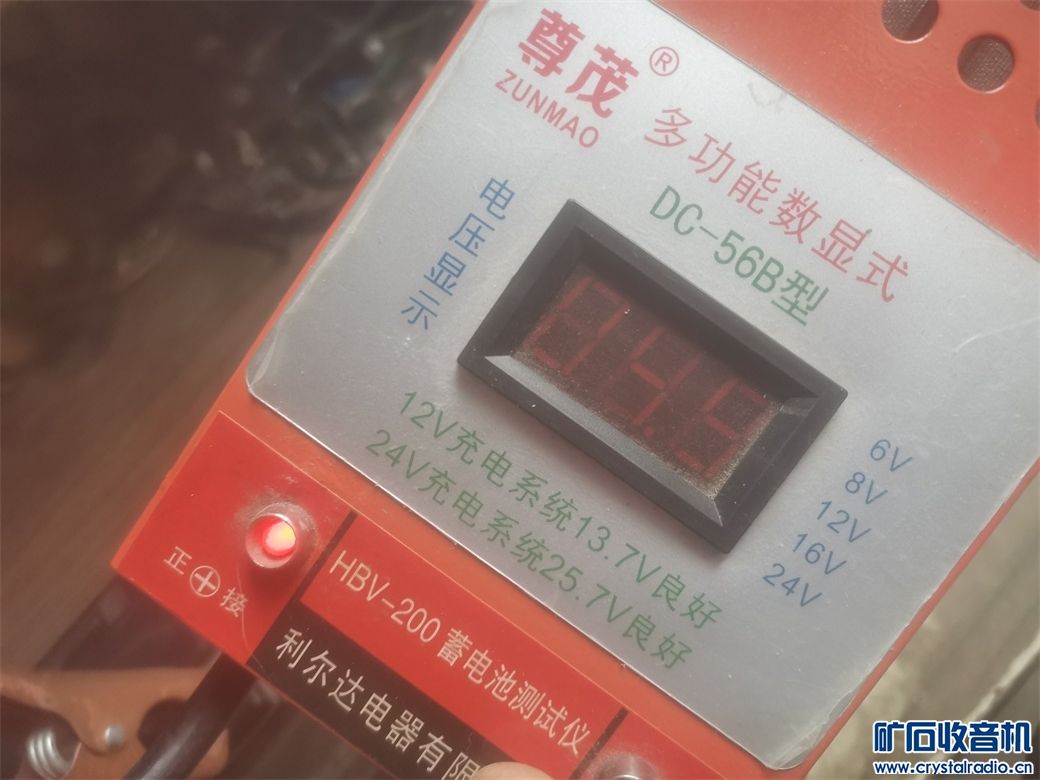 尊茂®
ZUNMAO
多功能数显式
DC-56B型
电压显示
6V
8V
12V
16V
24V
12V充电系统13.7V良好
24V充电系统25.7V良好
正⊕接
HBV-200 蓄电池测试仪
利尔达电器有限
矿石收音机
www.crystalradio.cn